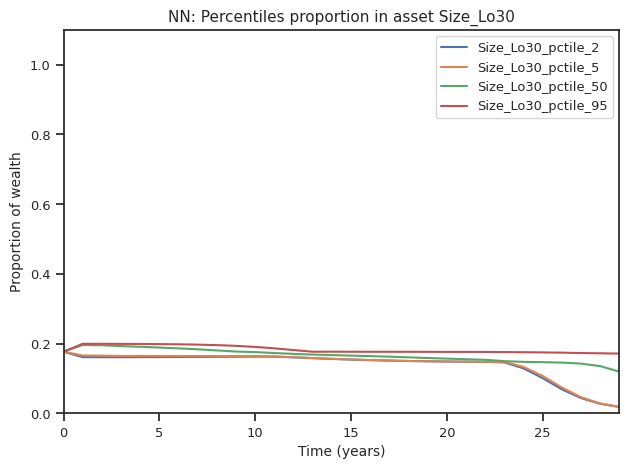 NN: Percentiles proportion in asset Size_Lo30
Size_Lo30_pctile_2
Size_Lo30_pctile_5
Size_Lo30_pctile_50
Size_Lo30_pctile_95
Proportion of wealth
1.0
0.8
0.6
0.4
0.2
0.0
0 5 10 15 20 25
Time (years)